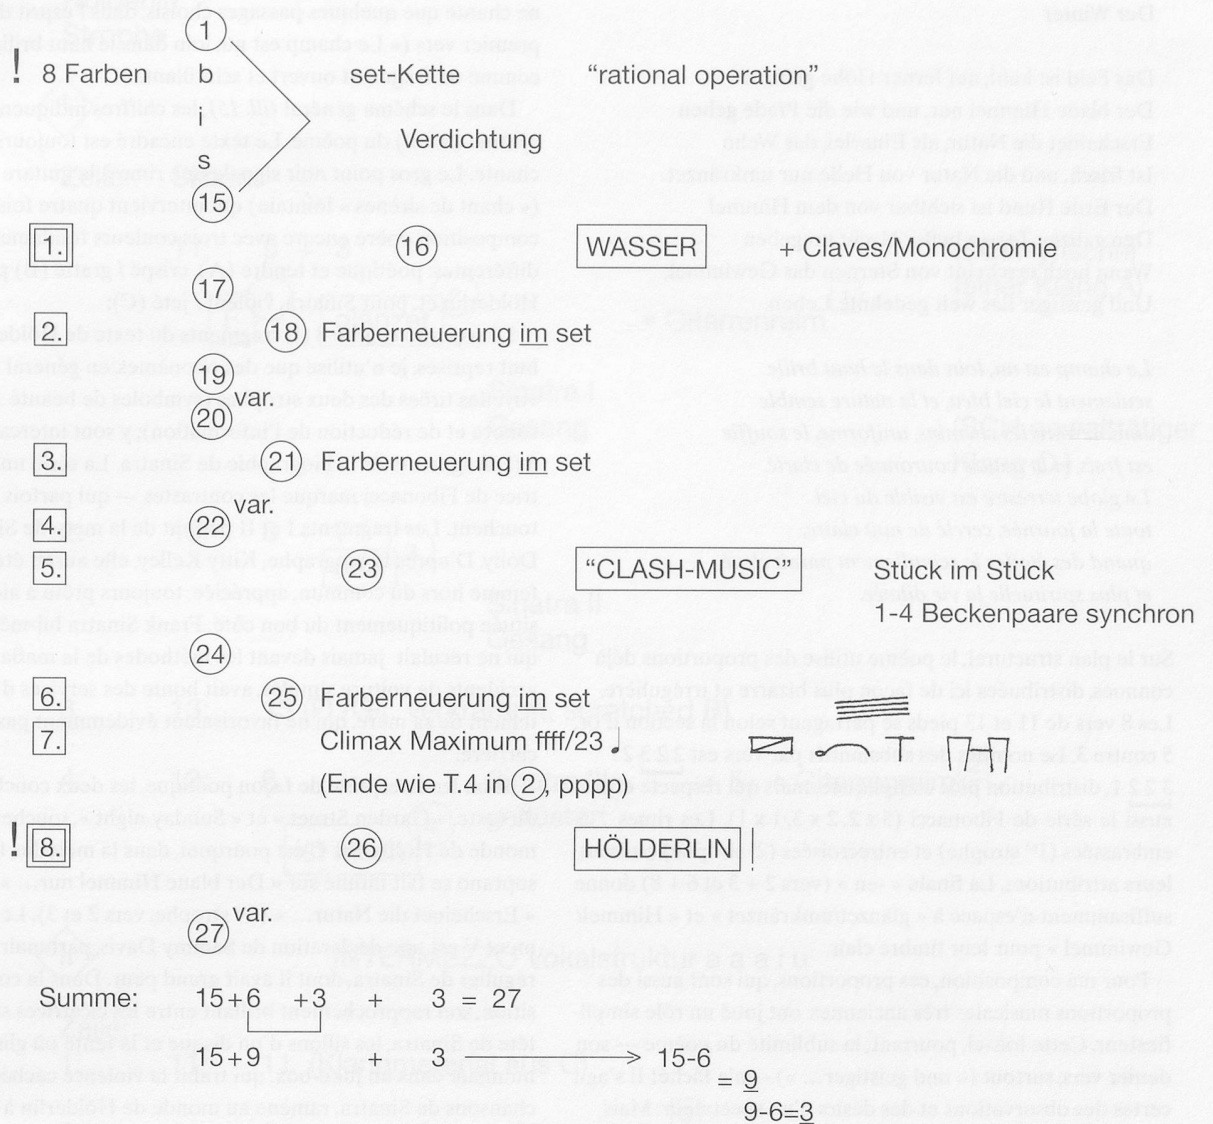 1
! 8 Farben b set-Kette “rational operation”
i
Verdichtung
s
15
1. 16 WASSER + Claves/Monochromie
17
2. 18 Farberneuerung im set
19
var.
20
3. 21 Farberneuerung im set
var.
4. 22
5. 23 “CLASH-MUSIC” Stück im Stück
1-4 Beckenpaare synchron
24
6. 25 Farberneuerung im set
7. Climax Maximum ffff/23 ♩
(Ende wie T.4 in 2, pppp)
! 8. 26 HÖLDERLIN
var.
27
Summe: 15+6 +3 + 3 = 27
15+9 + 3 ———> 15-6
= 9
9-6=3